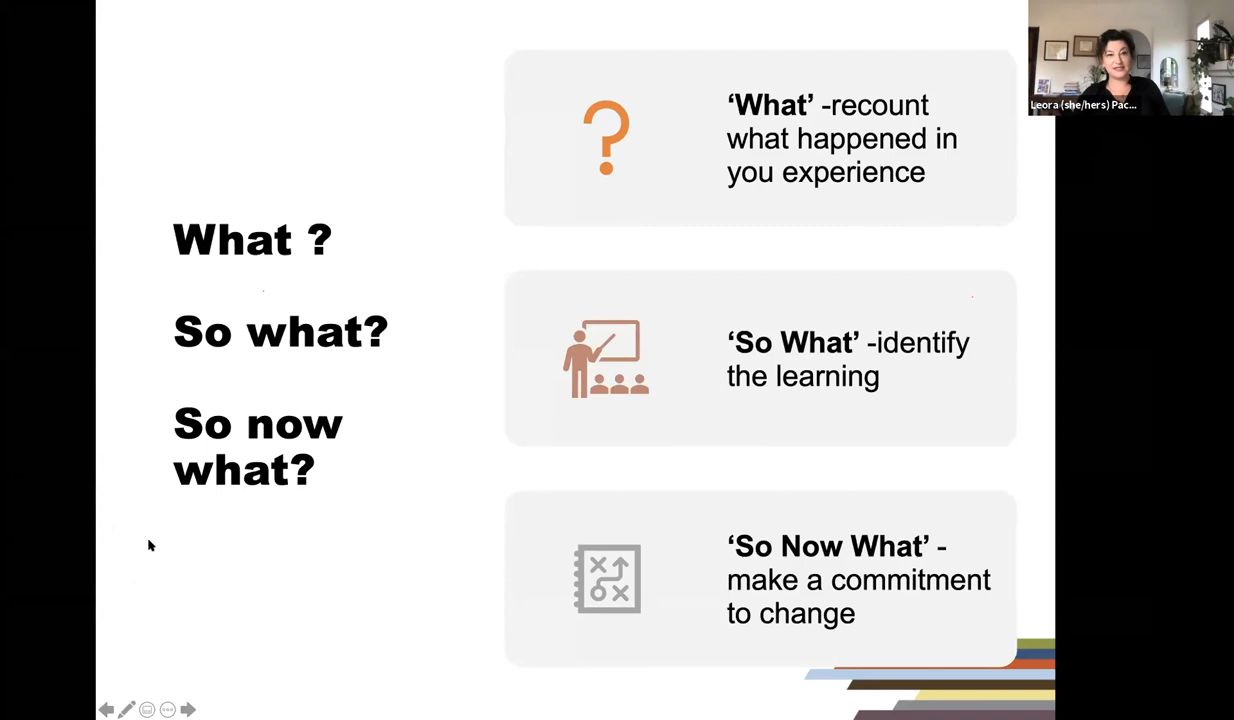 What ?
So what?
So now
what?
‘What’ -recount
what happened in
you experience
‘So What’ -identify
the learning
‘So Now What’ -
make a commitment
to change
Leora (she/hers) Pac...